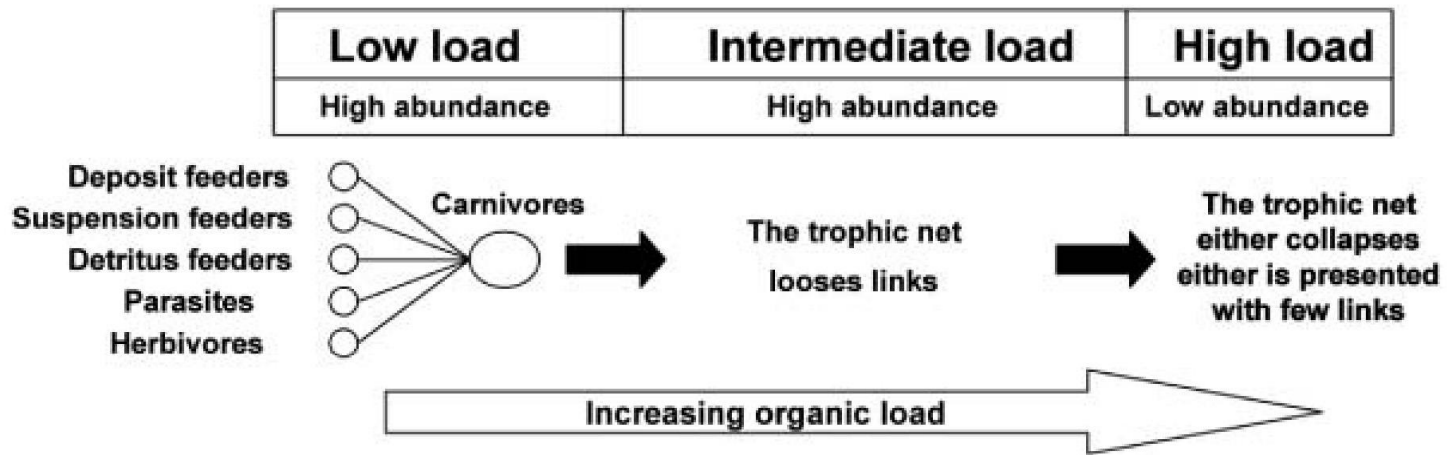 Low load
Intermediate load
High load
High abundance
High abundance
Low abundance
Deposit feeders
Suspension feeders
Detritus feeders
Parasites
Herbivores
Carnivores
The trophic net
looses links
The trophic net
either collapses
either is presented
with few links
Increasing organic load